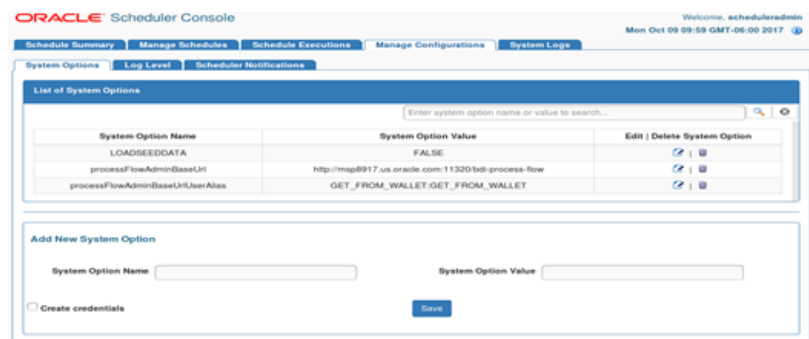 ORACLE Scheduler Console
Welcome, scheduleradmin
Mon Oct 09 09:59 GMT-06:00 2017
Schedule Summary Manage Schedules Schedule Executions Manage Configurations System Logs
System Options Log Level Scheduler Notifications
List of System Options
Enter system option name or value to search...
System Option Name System Option Value Edit | Delete System Option
LOADSEEDDATA FALSE |
processFlowAdminBaseUrl http://msp8917.us.oracle.com:11320/bdi-process-flow |
processFlowAdminBaseUrlUserAlias GET_FROM_WALLET:GET_FROM_WALLET |
Add New System Option
System Option Name System Option Value
Create credentials Save